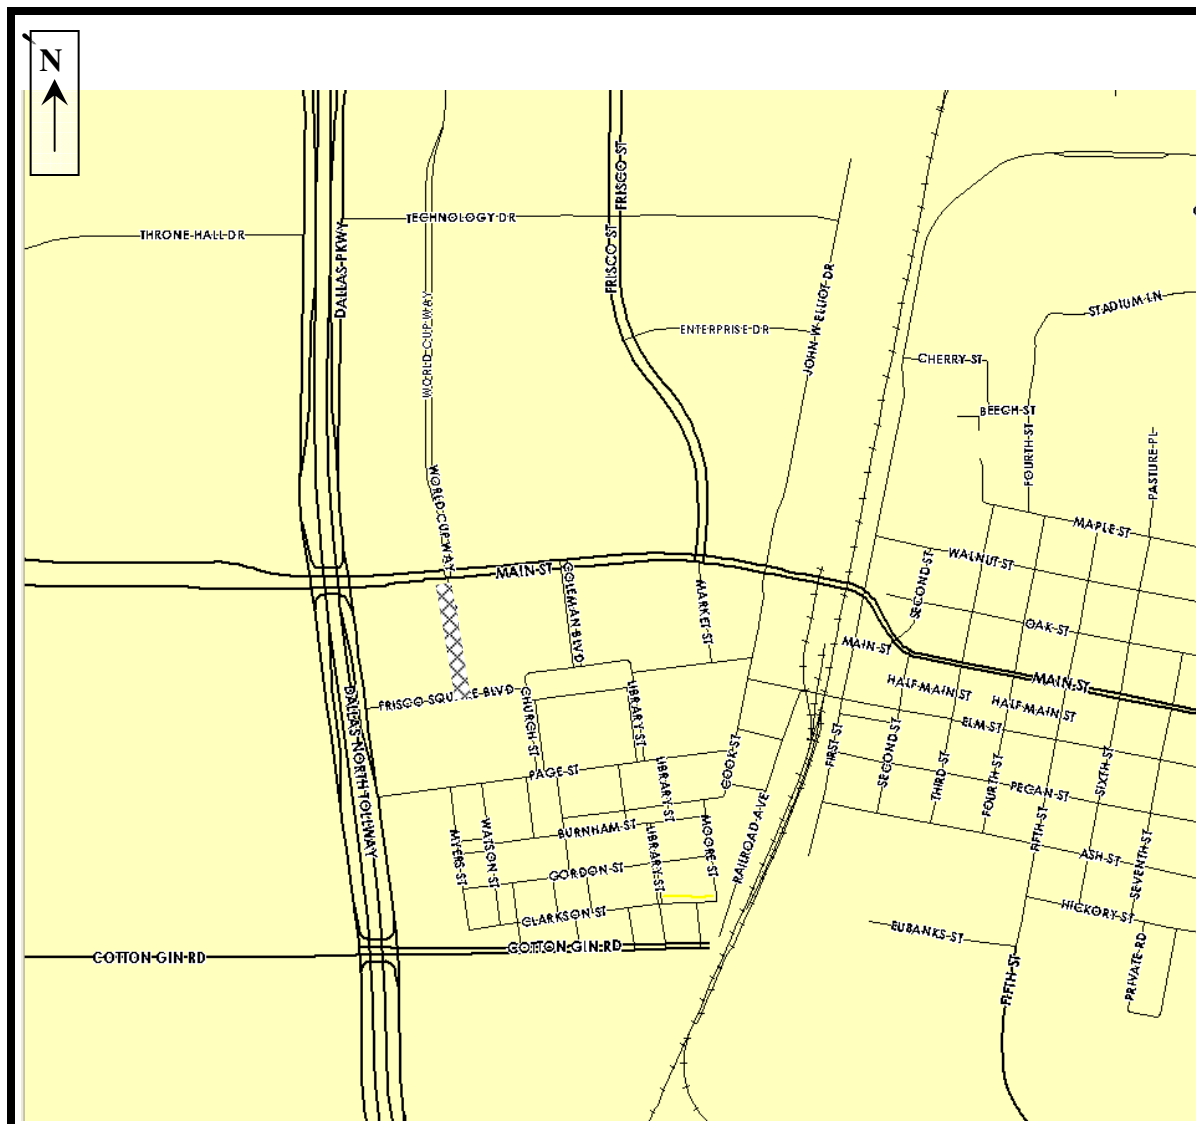 N
FRISCO ST
TECHNOLOGY DR
THRONE HALL DR
DALLAS PKWY
FRISCO ST
JOHN W ELLIOT DR
STADIUM LN
WORLD CUP WAY
ENTERPRISE DR
CHERRY ST
BEECH ST
FOURTH ST
PASTURE PL
WORLD CUP WAY
MAPLE ST
WALNUT ST
MAIN ST
COLEMAN BLVD
MARKET ST
SECOND ST
OAK ST
MAIN ST
MAIN ST
HALF MAIN ST
HALF MAIN ST
FRISCO SQU RE BLVD
CHURCH ST
LIBRARY ST
ELM ST
DALLAS NORTH TOLLWAY
FIRST ST
SECOND ST
COOK ST
PAGE ST
LIBRARY ST
THIRD ST
FOURTH ST
PECAN ST
SIXTH ST
MYERS ST
WATSON ST
BURNHAM ST
LIBRARY ST
MOORE ST
RAILROAD AVE
FIFTH ST
ASH ST
SEVENTH ST
GORDON ST
CLARKSON ST
HICKORY ST
EUBANKS ST
COTTON GIN RD
COTTON GIN RD
FIFTH ST
PRIVATE RD